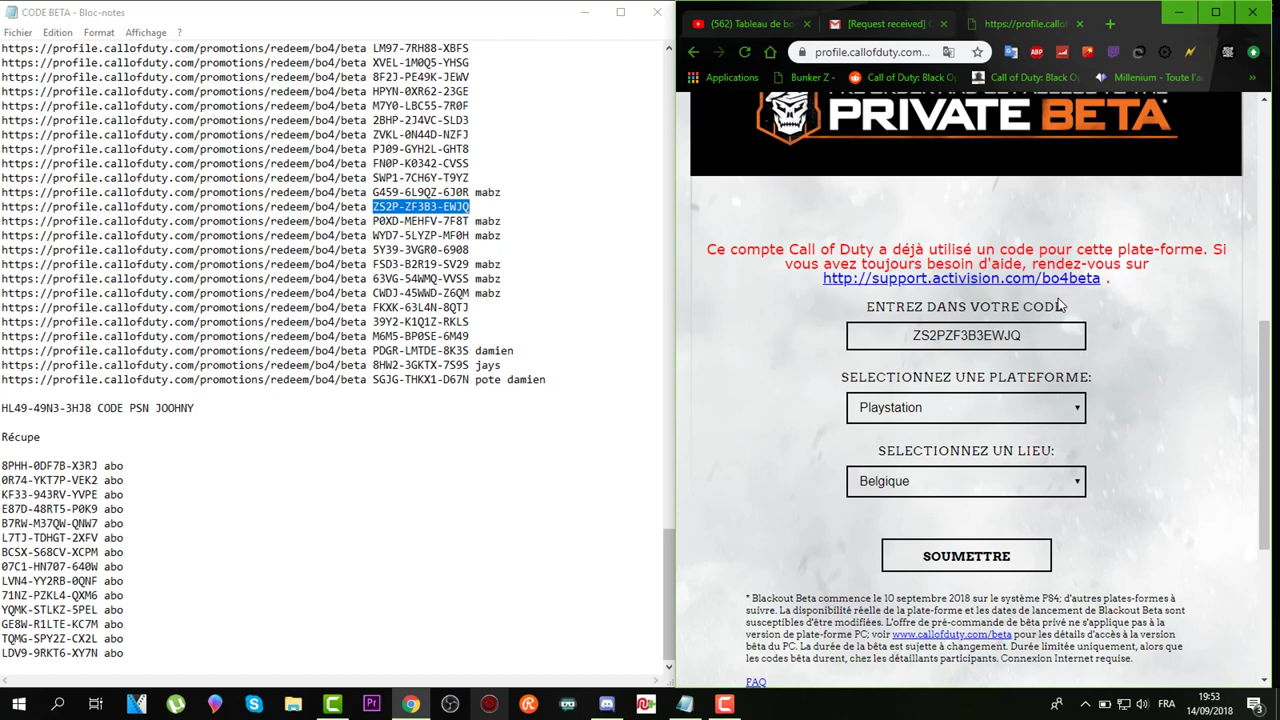 CODE BETA - Bloc-notes
Fichier Edition Format Affichage ?
https://profile.callofduty.com/promotions/redeem/bo4/beta LM97-7RH88-XBFS
https://profile.callofduty.com/promotions/redeem/bo4/beta XVEL-1M0Q5-YHSG
https://profile.callofduty.com/promotions/redeem/bo4/beta 8F2J-PE49K-JEWV
https://profile.callofduty.com/promotions/redeem/bo4/beta HPYN-0XR62-23GE
https://profile.callofduty.com/promotions/redeem/bo4/beta M7Y0-LBC55-7R0F
https://profile.callofduty.com/promotions/redeem/bo4/beta 2BHP-2J4VC-SLD3
https://profile.callofduty.com/promotions/redeem/bo4/beta ZVKL-0N44D-NZFJ
https://profile.callofduty.com/promotions/redeem/bo4/beta PJ09-GYH2L-GHT8
https://profile.callofduty.com/promotions/redeem/bo4/beta FN0P-K0342-CVSS
https://profile.callofduty.com/promotions/redeem/bo4/beta SWP1-7CH6Y-T9YZ
https://profile.callofduty.com/promotions/redeem/bo4/beta G459-6L9QZ-6J0R mabz
https://profile.callofduty.com/promotions/redeem/bo4/beta ZS2P-ZF3B3-EWJQ
https://profile.callofduty.com/promotions/redeem/bo4/beta P0XD-MEHFV-7F8T mabz
https://profile.callofduty.com/promotions/redeem/bo4/beta WYD7-5LYZP-MF0H mabz
https://profile.callofduty.com/promotions/redeem/bo4/beta 5Y39-3VGR0-6908
https://profile.callofduty.com/promotions/redeem/bo4/beta FSD3-B2R19-SV29 mabz
https://profile.callofduty.com/promotions/redeem/bo4/beta 63VG-54WMQ-VVSS mabz
https://profile.callofduty.com/promotions/redeem/bo4/beta CWDJ-45WWD-Z6QM mabz
https://profile.callofduty.com/promotions/redeem/bo4/beta FKXK-63L4N-8QTJ
https://profile.callofduty.com/promotions/redeem/bo4/beta 39Y2-K1Q1Z-RKLS
https://profile.callofduty.com/promotions/redeem/bo4/beta M6M5-BP0SE-6M49
https://profile.callofduty.com/promotions/redeem/bo4/beta PDGR-LMTDE-8K3S damien
https://profile.callofduty.com/promotions/redeem/bo4/beta 8HW2-3GKTX-7S9S jays
https://profile.callofduty.com/promotions/redeem/bo4/beta SGJG-THKX1-D67N pote damien
HL49-49N3-3HJ8 CODE PSN JOOHNY
Récupe
8PHH-0DF7B-X3RJ abo
0R74-YKT7P-VEK2 abo
KF33-943RV-YVPE abo
E87D-48RT5-P0K9 abo
B7RW-M37QW-QNW7 abo
L7TJ-TDHGT-2XFV abo
BCSX-S68CV-XCPM abo
07C1-HN707-640W abo
LVN4-YY2RB-0QNF abo
71NZ-PZKL4-QXM6 abo
YQMK-STLKZ-5PEL abo
GE8W-R1LTE-KC7M abo
TQMG-SPY2Z-CX2L abo
LDV9-9RKT6-XY7N abo
(562) Tableau de bo
[Request received] C
https://profile.callof
profile.callofduty.com...
Applications Bunker Z - Call of Duty: Black Op Call of Duty: Black Op Millenium - Toute l'a
PRIVATE BETA
Ce compte Call of Duty a déjà utilisé un code pour cette plate-forme. Si
vous avez toujours besoin d'aide, rendez-vous sur
http://support.activision.com/bo4beta .
ENTREZ DANS VOTRE CODE
ZS2PZF3B3EWJQ
SELECTIONNEZ UNE PLATEFORME:
Playstation
SELECTIONNEZ UN LIEU:
Belgique
SOUMETTRE
* Blackout Beta commence le 10 septembre 2018 sur le système PS4; d'autres plates-formes à
suivre. La disponibilité réelle de la plate-forme et les dates de lancement de Blackout Beta sont
susceptibles d'être modifiées. L'offre de pré-commande de bêta privé ne s'applique pas à la
version de plate-forme PC; voir www.callofduty.com/beta pour les détails d'accès à la version
bêta du PC. La durée de la bêta est sujette à changement. Durée limitée uniquement, alors que
les codes bêta durent, chez les détaillants participants. Connexion Internet requise.
FAQ
FRA
19:53
14/09/2018